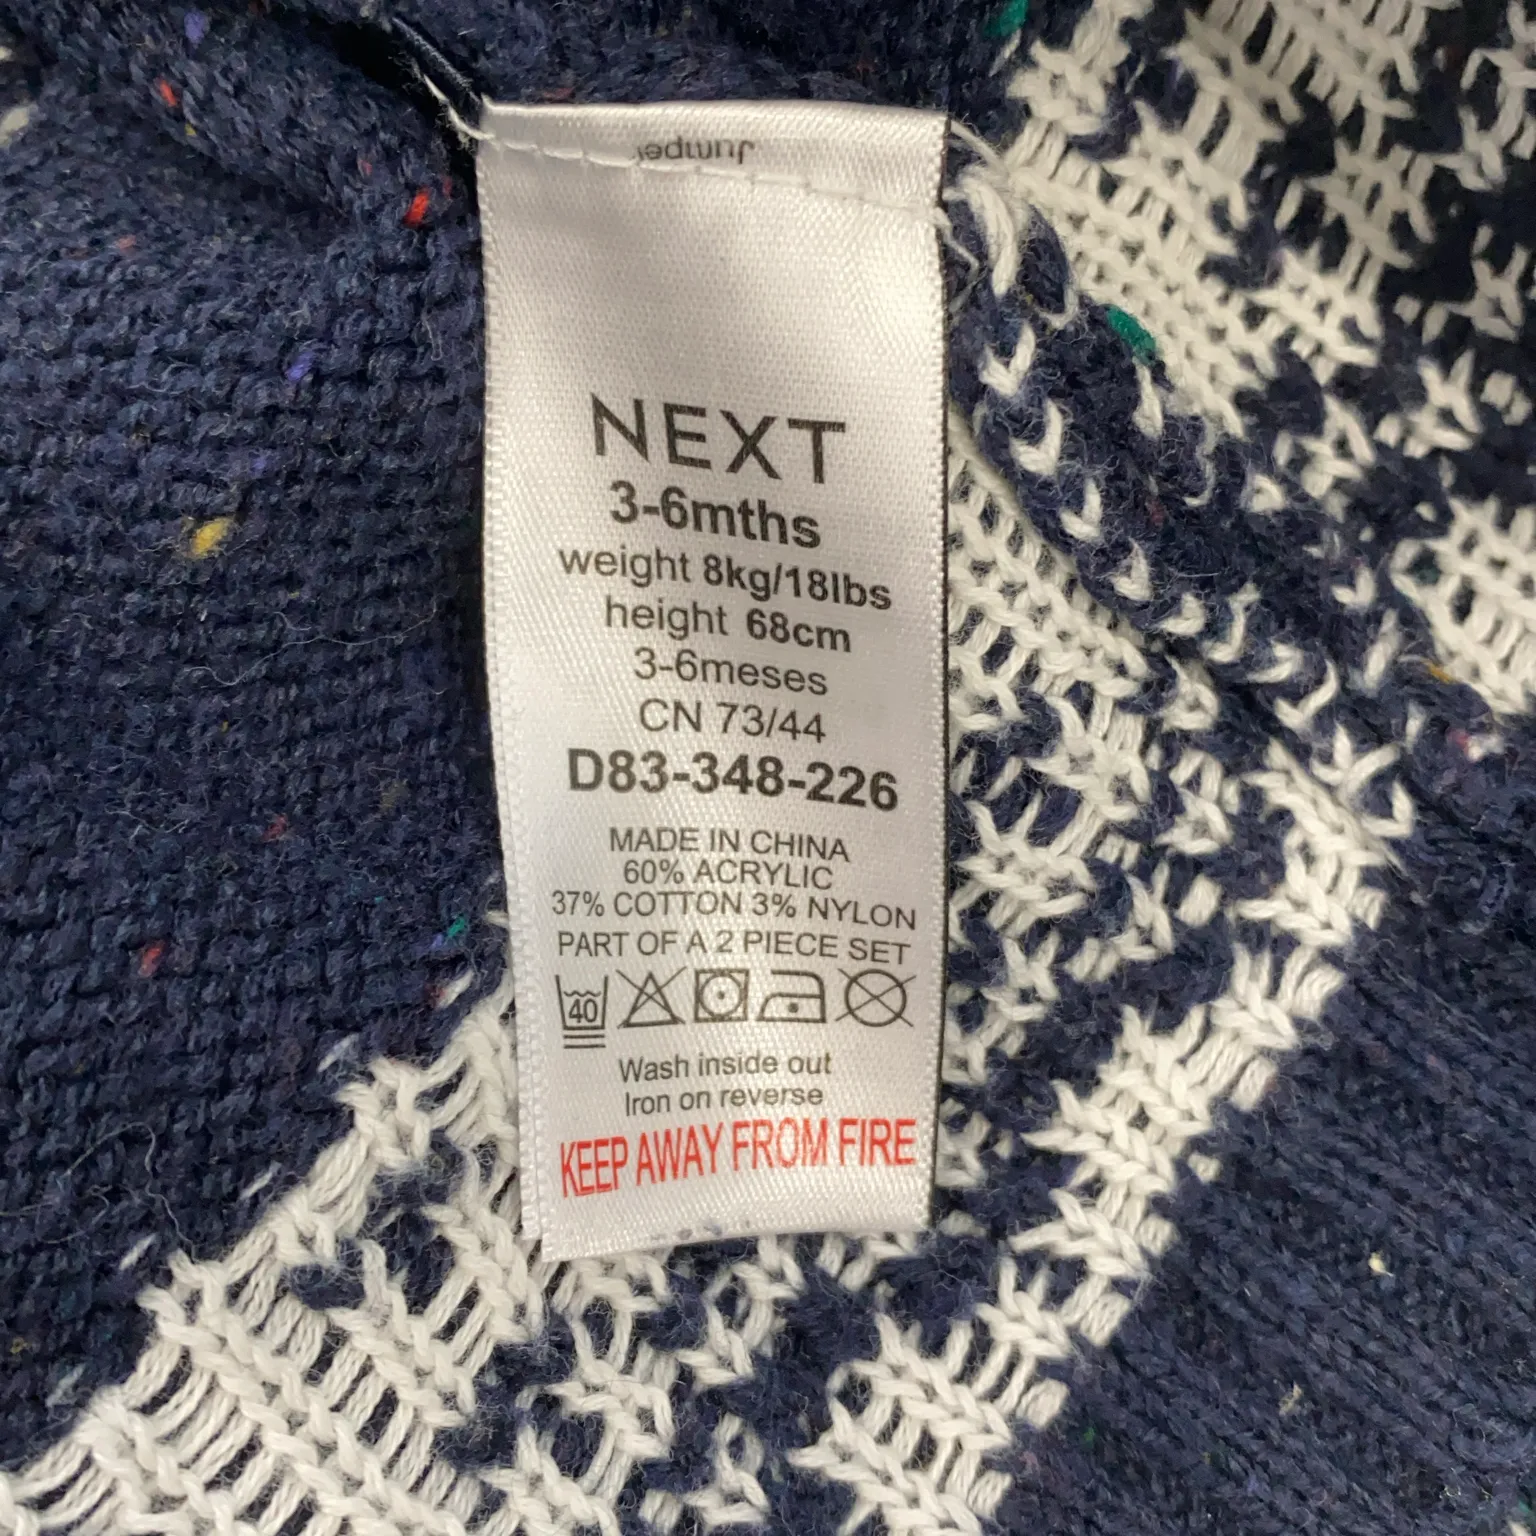 Jumper
NEXT
3-6mths
weight 8kg/18lbs
height 68cm
3-6meses
CN 73/44
D83-348-226
MADE IN CHINA
60% ACRYLIC
37% COTTON 3% NYLON
PART OF A 2 PIECE SET
40
Wash inside out
Iron on reverse
KEEP AWAY FROM FIRE